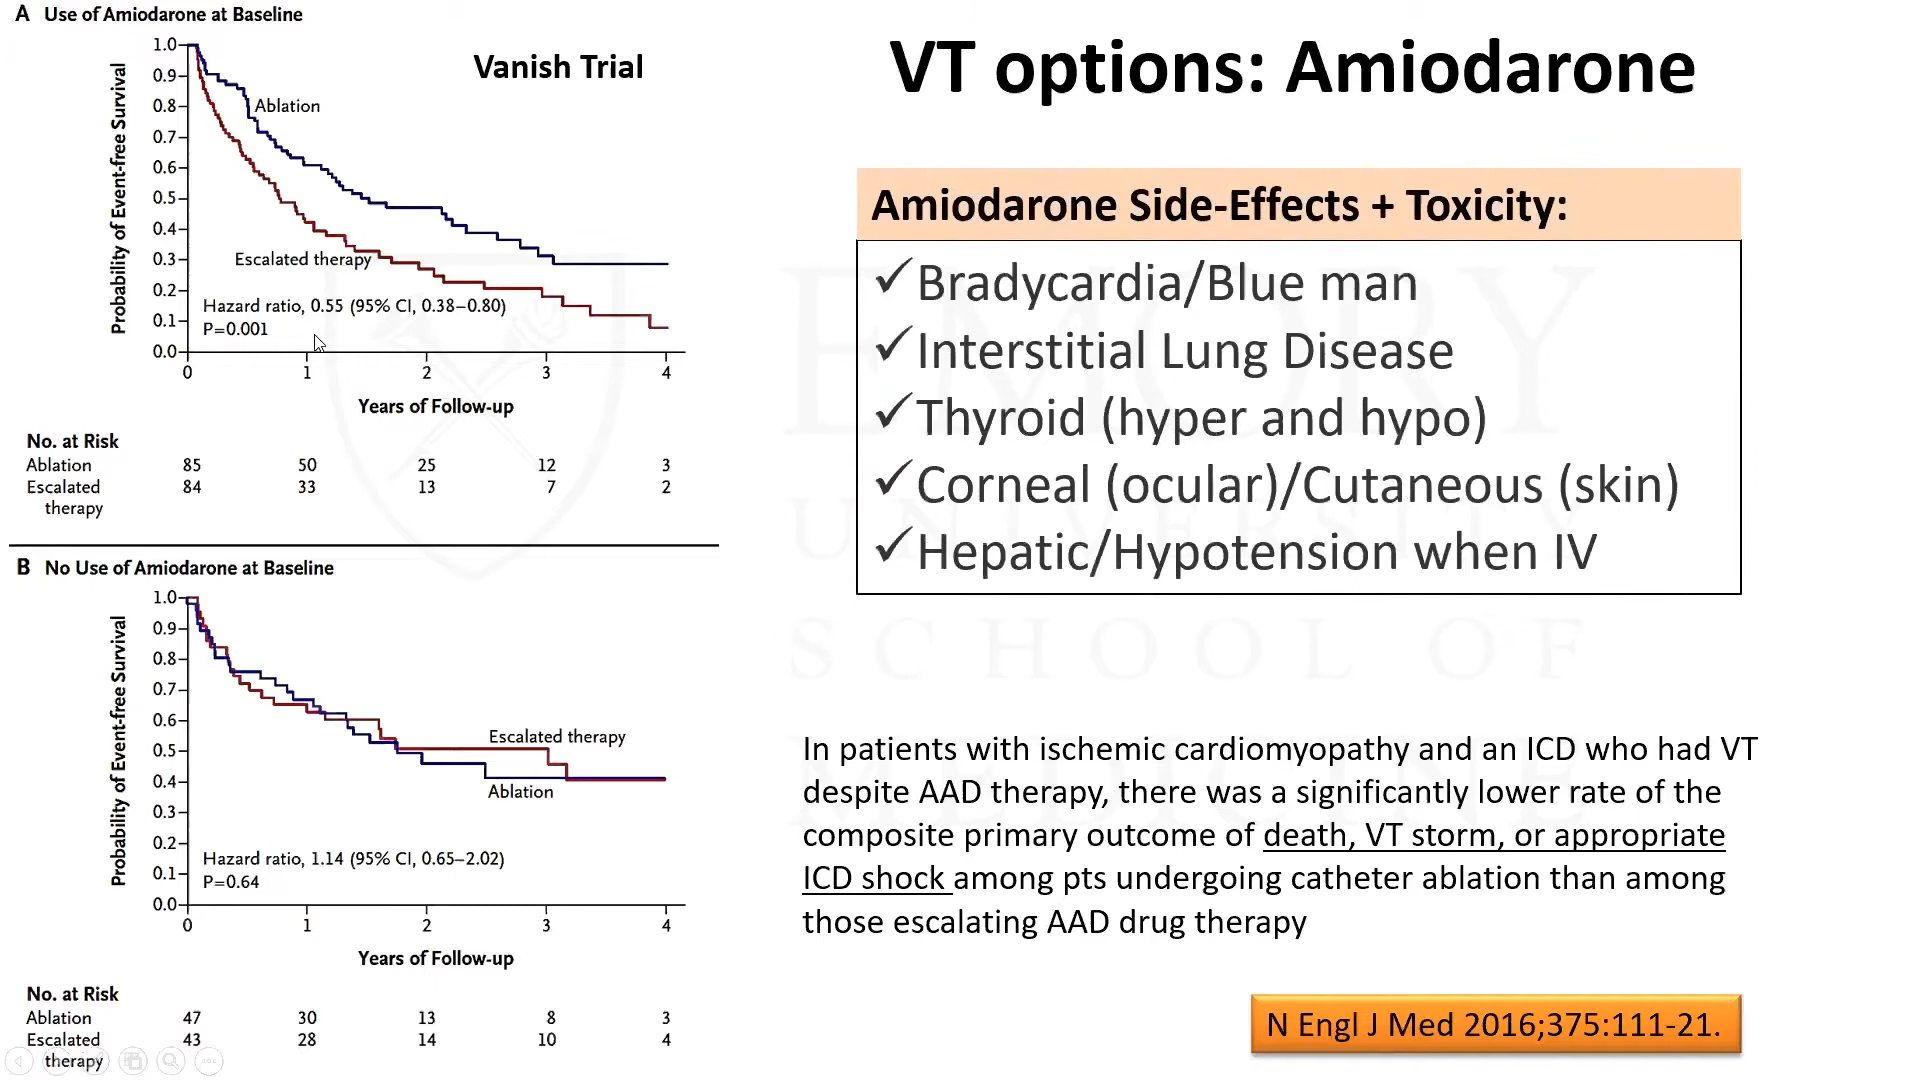 A Use of Amiodarone at Baseline
Vanish Trial
Probability of Event-free Survival
1.0
0.9
0.8
0.7
0.6
0.5
0.4
0.3
0.2
0.1
0.0
Ablation
Escalated therapy
Hazard ratio, 0.55 (95% CI, 0.38–0.80)
P=0.001
0 1 2 3 4
Years of Follow-up
No. at Risk
Ablation 85 50 25 12 3
Escalated 84 33 13 7 2
therapy
B No Use of Amiodarone at Baseline
Probability of Event-free Survival
1.0
0.9
0.8
0.7
0.6
0.5
0.4
0.3
0.2
0.1
0.0
Escalated therapy
Ablation
Hazard ratio, 1.14 (95% CI, 0.65–2.02)
P=0.64
0 1 2 3 4
Years of Follow-up
No. at Risk
Ablation 47 30 13 8 3
Escalated 43 28 14 10 4
therapy
VT options: Amiodarone
Amiodarone Side-Effects + Toxicity:
✓Bradycardia/Blue man
✓Interstitial Lung Disease
✓Thyroid (hyper and hypo)
✓Corneal (ocular)/Cutaneous (skin)
✓Hepatic/Hypotension when IV
In patients with ischemic cardiomyopathy and an ICD who had VT
despite AAD therapy, there was a significantly lower rate of the
composite primary outcome of death, VT storm, or appropriate
ICD shock among pts undergoing catheter ablation than among
those escalating AAD drug therapy
N Engl J Med 2016;375:111-21.
EMORY
UNIVERSITY
SCHOOL OF
MEDICINE